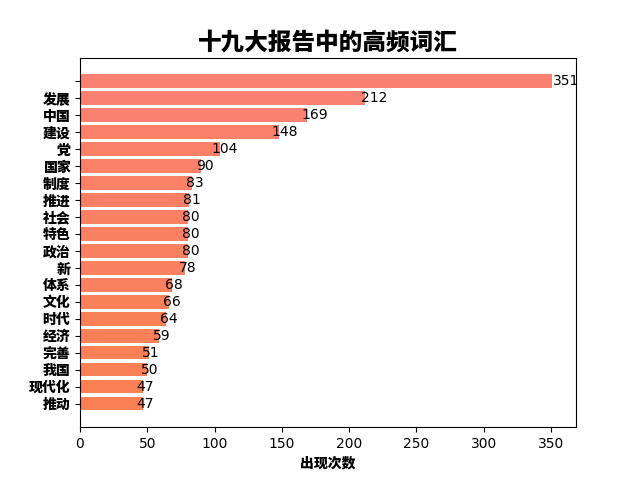 十九大报告中的高频词汇
351
发展 212
中国 169
建设 148
党 104
国家 90
制度 83
推进 81
社会 80
特色 80
政治 80
新 78
体系 68
文化 66
时代 64
经济 59
完善 51
我国 50
现代化 47
推动 47
0 50 100 150 200 250 300 350
出现次数